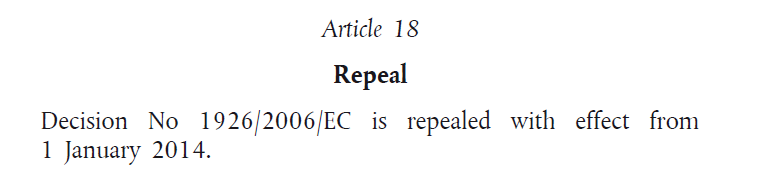 Article 18
Repeal
Decision No 1926/2006/EC is repealed with effect from
1 January 2014.